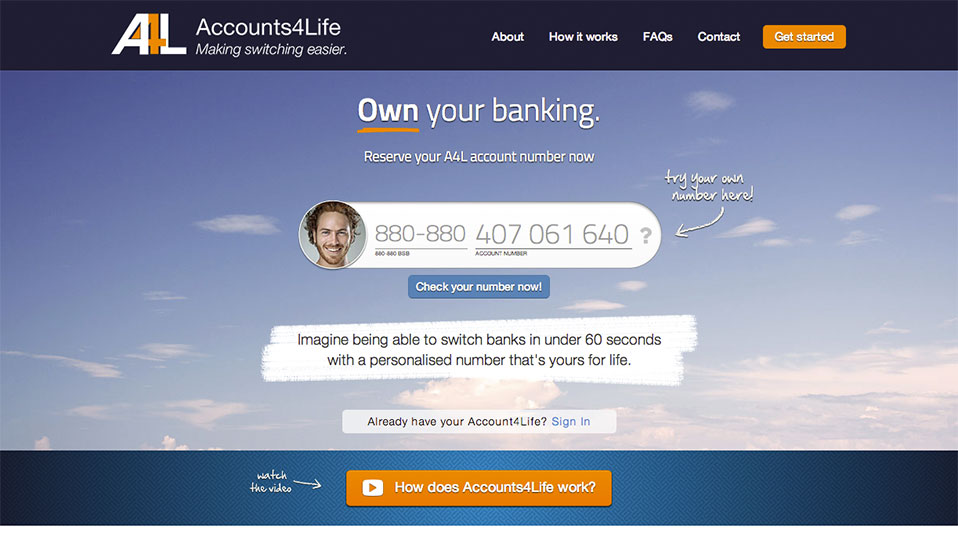 A4L
Accounts4Life
Making switching easier.
About How it works FAQs Contact Get started
Own your banking.
Reserve your A4L account number now
try your own
number here!
880-880 407 061 640 ?
880-880 BSB ACCOUNT NUMBER
Check your number now!
Imagine being able to switch banks in under 60 seconds
with a personalised number that's yours for life.
Already have your Account4Life? Sign In
watch
the video
How does Accounts4Life work?